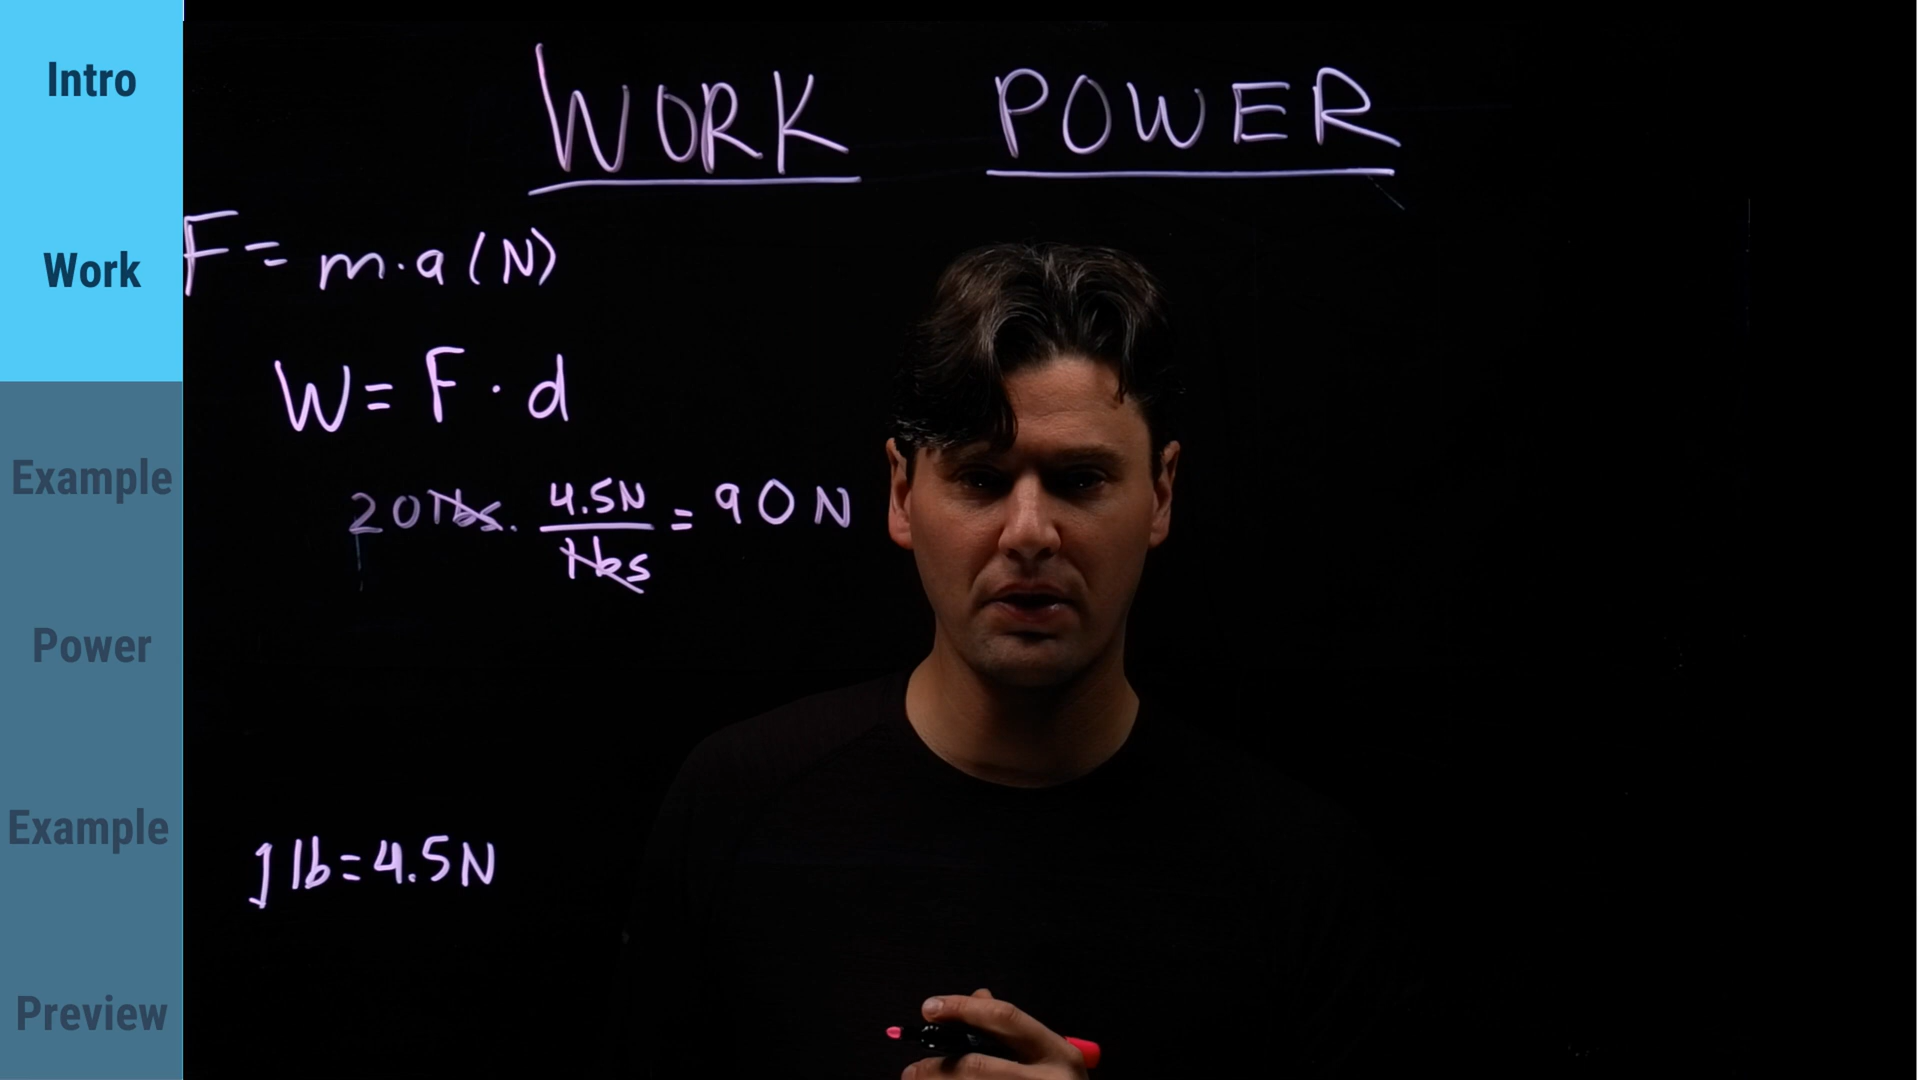 Intro
Work
Example
Power
Example
Preview
WORK POWER
F = m·a (N)
W = F · d
20 lbs. 4.5N = 90 N
lbs
1 lb = 4.5 N